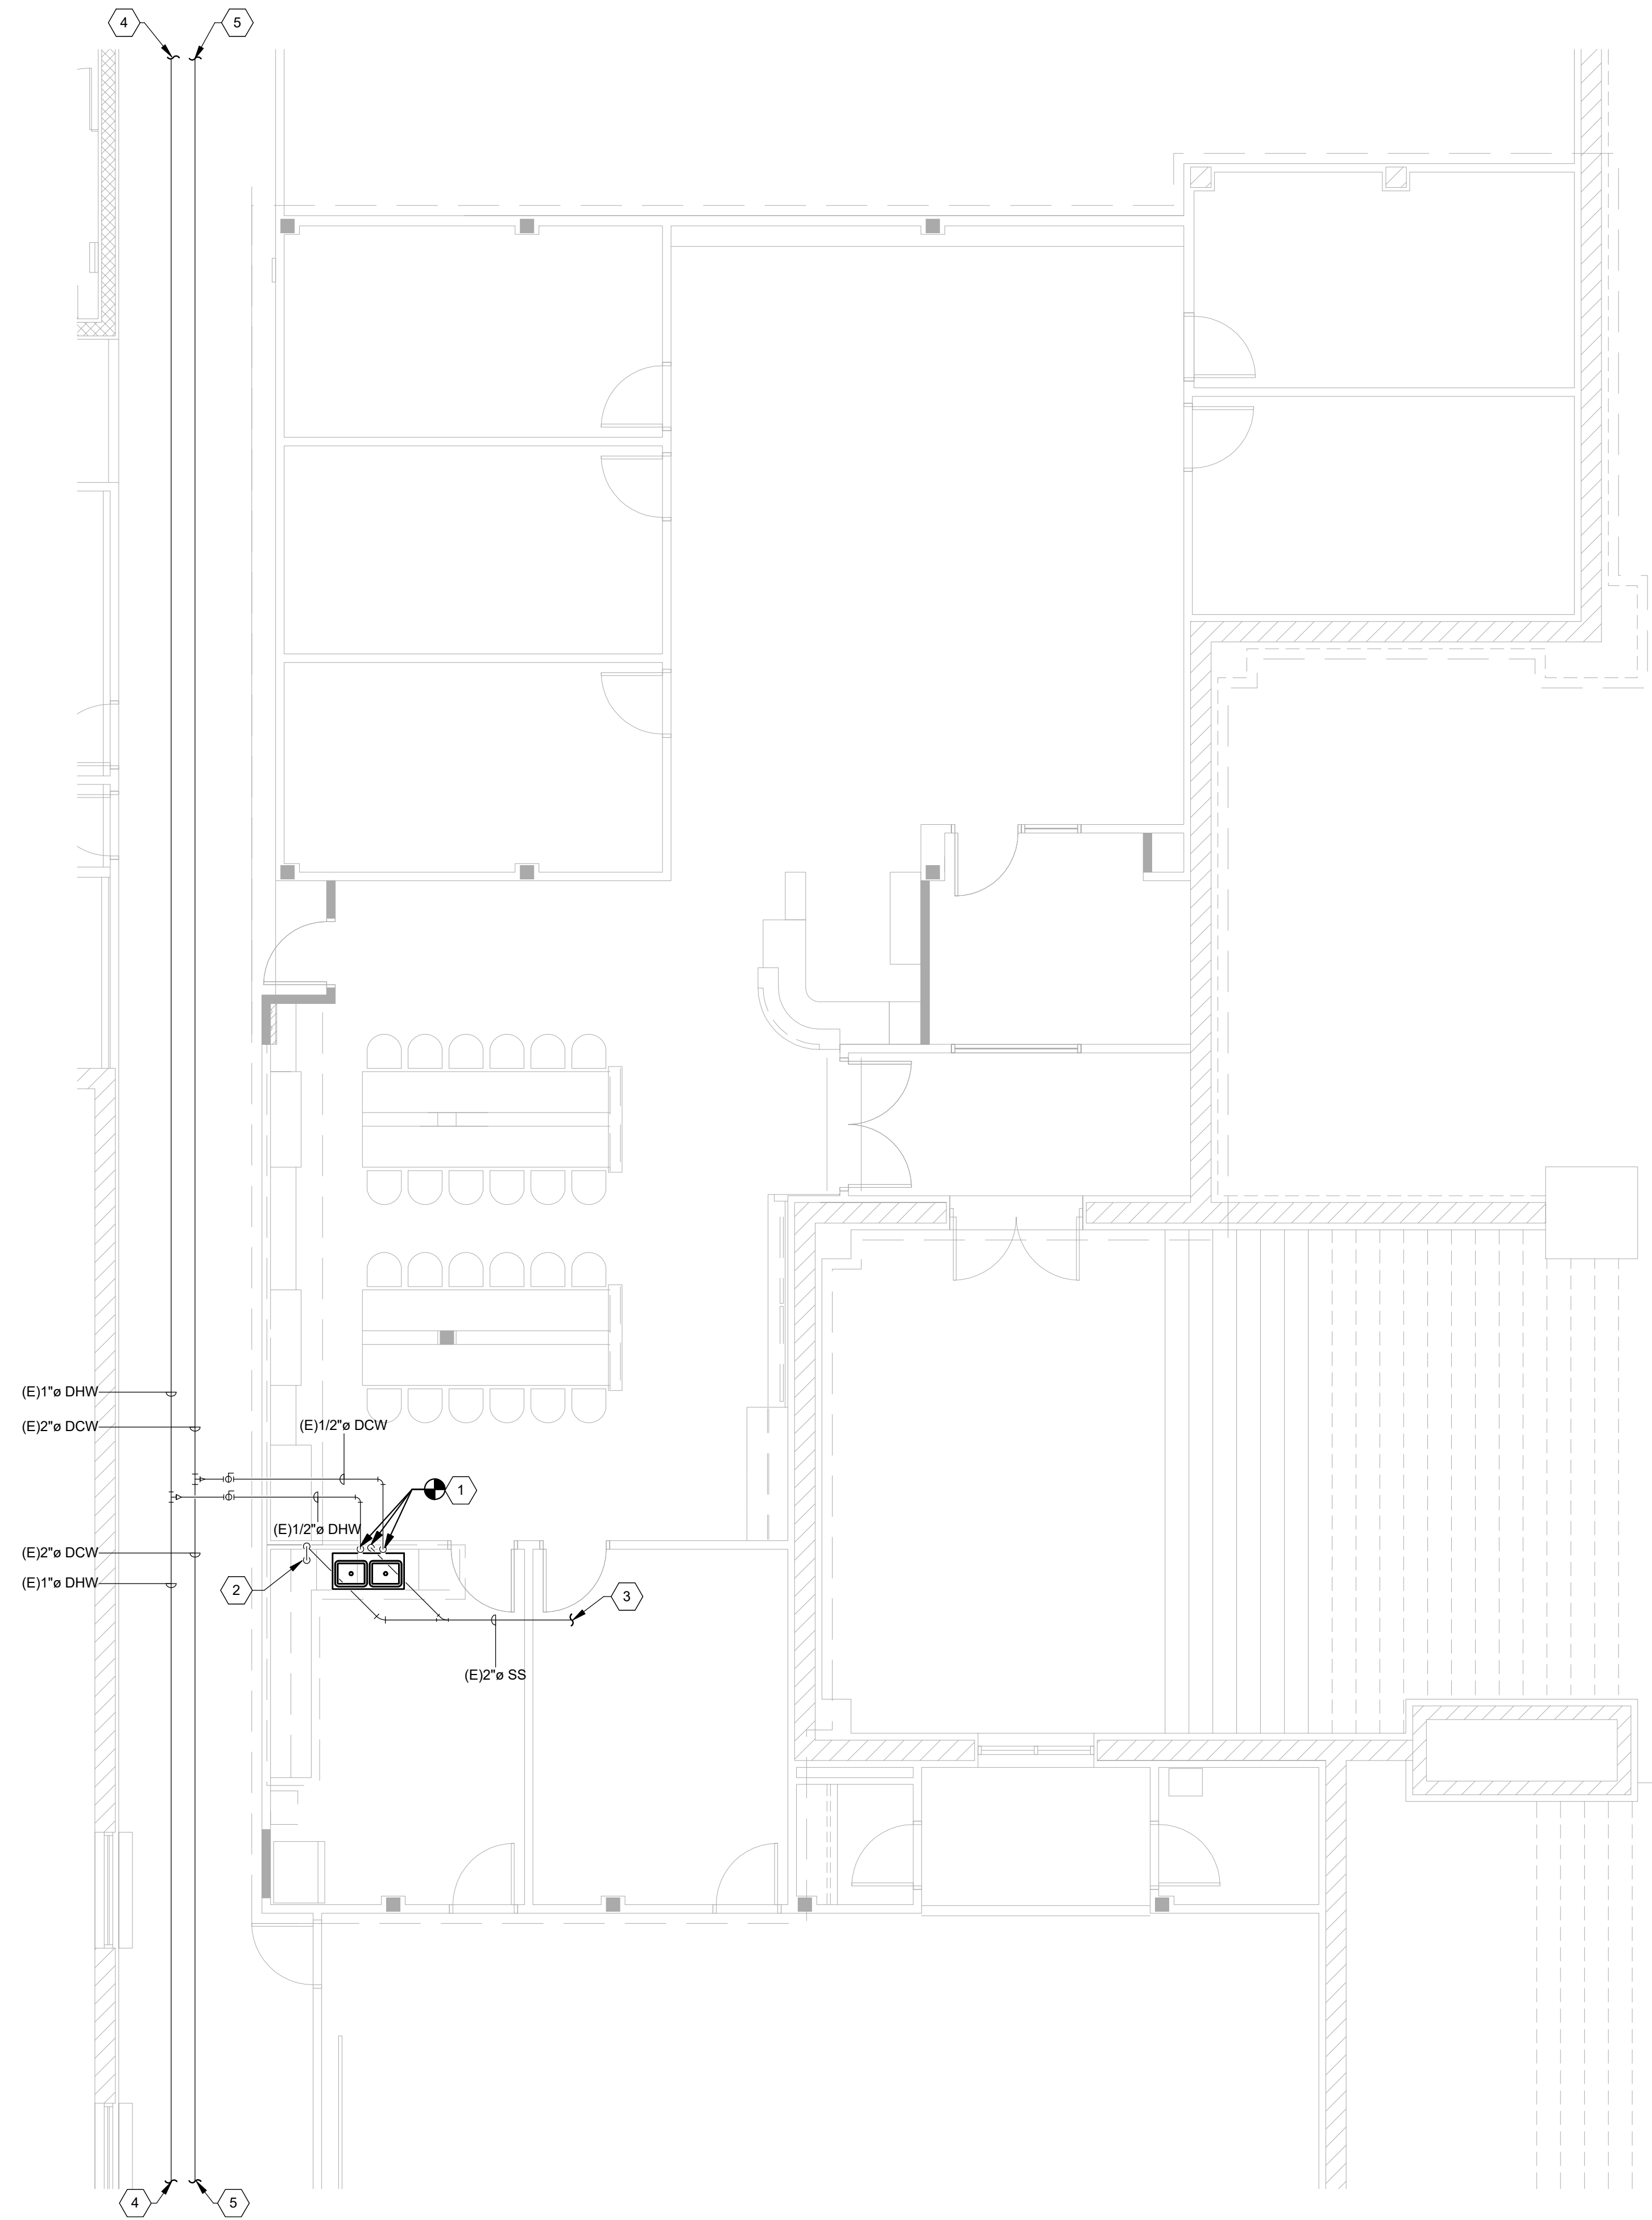 4
5
(E)1"ø DHW
(E)2"ø DCW
(E)1/2"ø DCW
1
(E)1/2"ø DHW
(E)2"ø DCW
(E)1"ø DHW
2
3
(E)2"ø SS
4
5